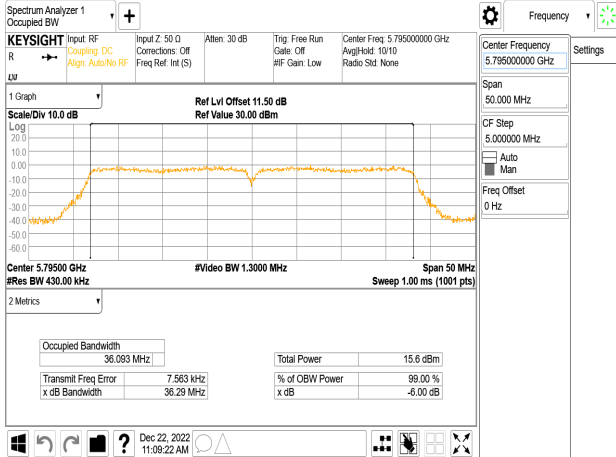 Spectrum Analyzer 1
Occupied BW
Frequency
KEYSIGHT
R
Input: RF
Coupling: DC
Align: Auto/No RF
Input Z: 50 Ω
Corrections: Off
Freq Ref: Int (S)
Atten: 30 dB
Trig: Free Run
Gate: Off
#IF Gain: Low
Center Freq: 5.795000000 GHz
Avg|Hold: 10/10
Radio Std: None
LXI
Center Frequency
5.795000000 GHz
Settings
Span
50.000 MHz
CF Step
5.000000 MHz
Auto
Man
Freq Offset
0 Hz
1 Graph
Scale/Div 10.0 dB
Ref Lvl Offset 11.50 dB
Ref Value 30.00 dBm
Log
20.0
10.0
0.00
-10.0
-20.0
-30.0
-40.0
-50.0
-60.0
Center 5.79500 GHz
#Res BW 430.00 kHz
#Video BW 1.3000 MHz
Span 50 MHz
Sweep 1.00 ms (1001 pts)
2 Metrics
Occupied Bandwidth
36.093 MHz
Transmit Freq Error 7.563 kHz
x dB Bandwidth 36.29 MHz
Total Power 15.6 dBm
% of OBW Power 99.00 %
x dB -6.00 dB
?
Dec 22, 2022
11:09:22 AM